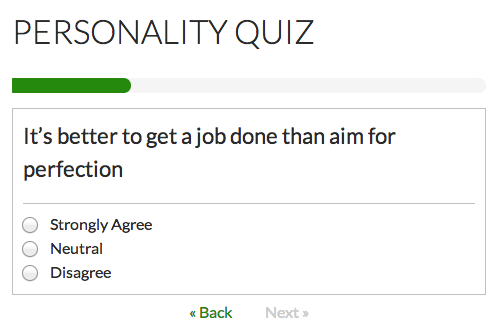 PERSONALITY QUIZ
It’s better to get a job done than aim for
perfection
Strongly Agree
Neutral
Disagree
« Back Next »